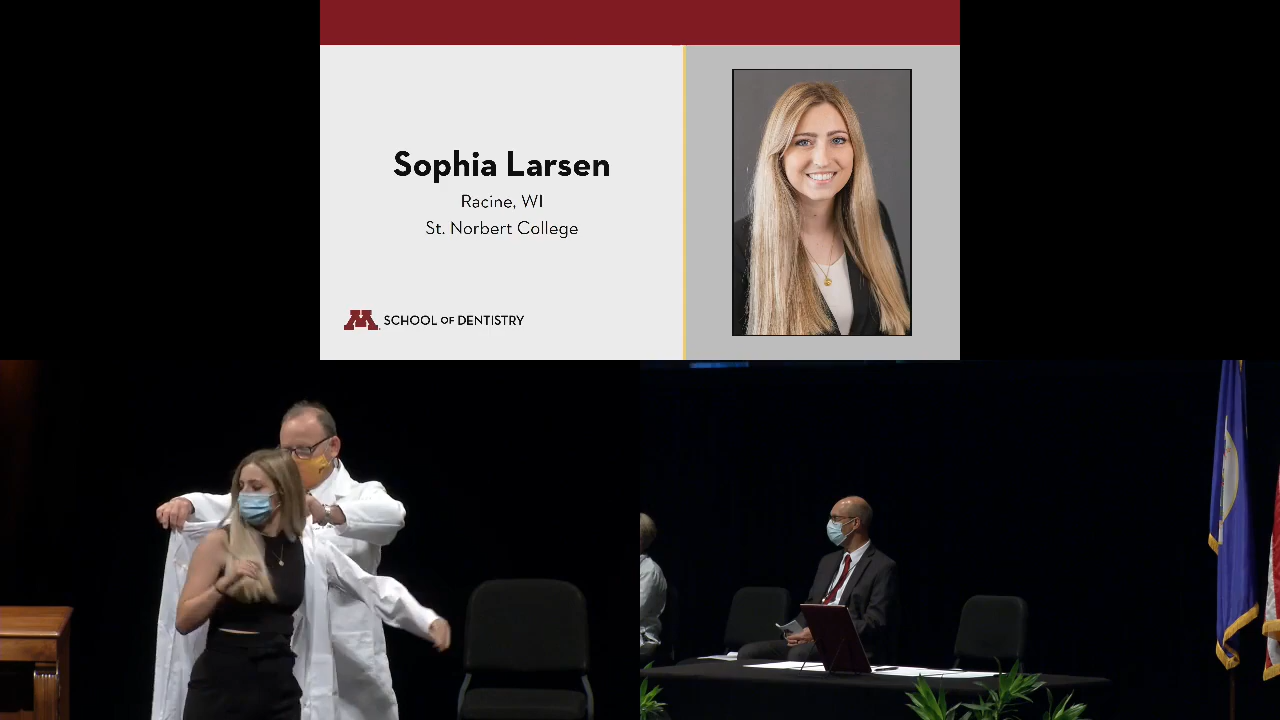 Sophia Larsen
Racine, WI
St. Norbert College
M SCHOOL OF DENTISTRY